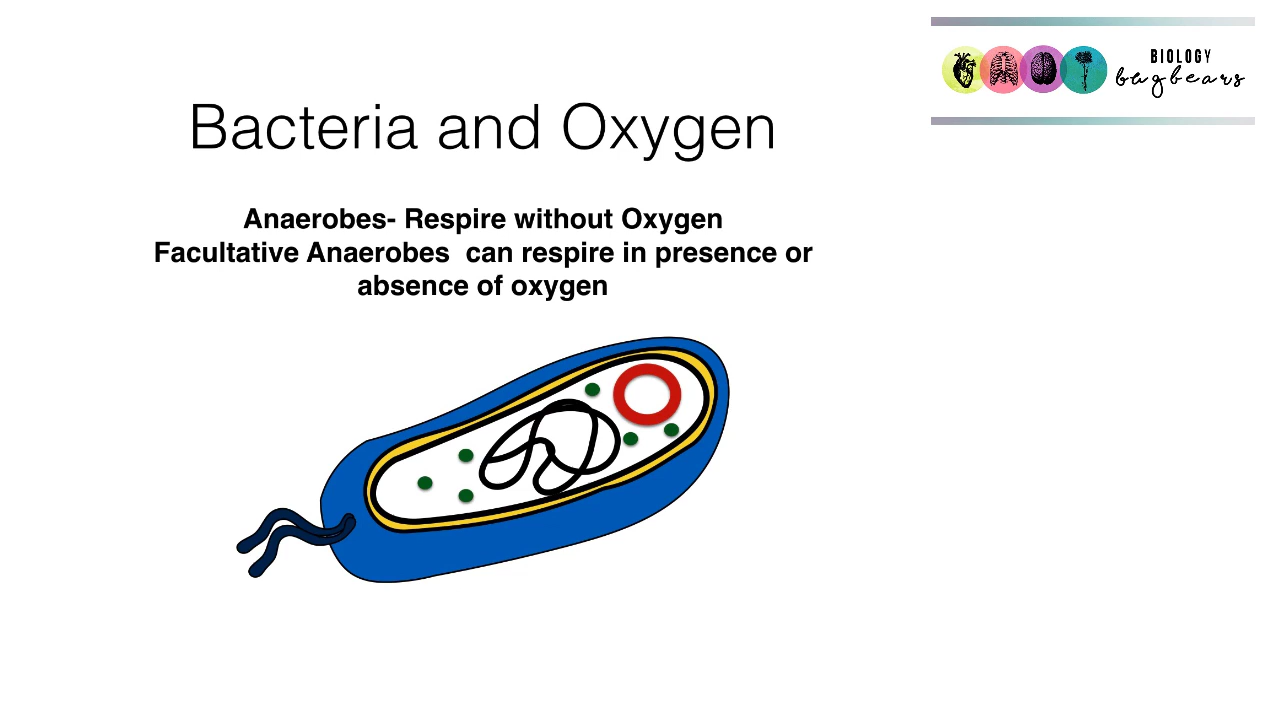 BIOLOGY
bugbears
Bacteria and Oxygen
Anaerobes- Respire without Oxygen
Facultative Anaerobes  can respire in presence or
absence of oxygen